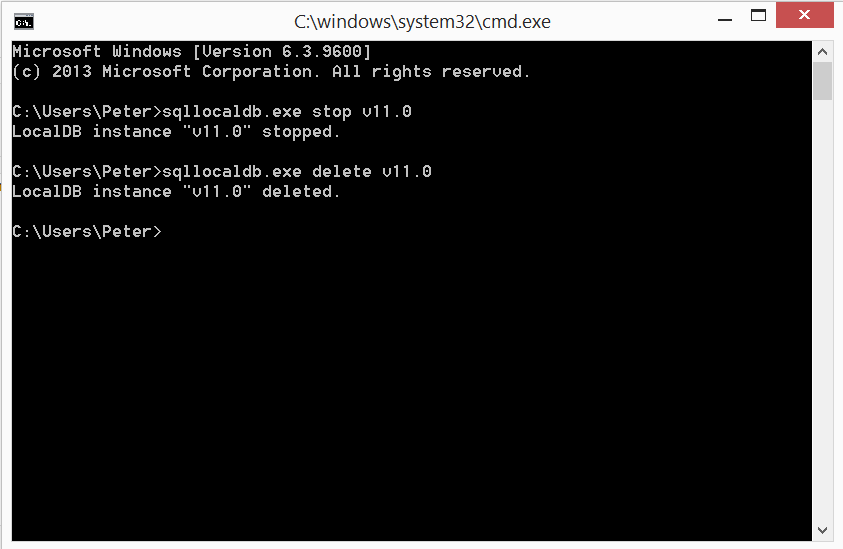 C:\windows\system32\cmd.exe
Microsoft Windows [Version 6.3.9600]
(c) 2013 Microsoft Corporation. All rights reserved.
C:\Users\Peter>sqllocaldb.exe stop v11.0
LocalDB instance "v11.0" stopped.
C:\Users\Peter>sqllocaldb.exe delete v11.0
LocalDB instance "v11.0" deleted.
C:\Users\Peter>